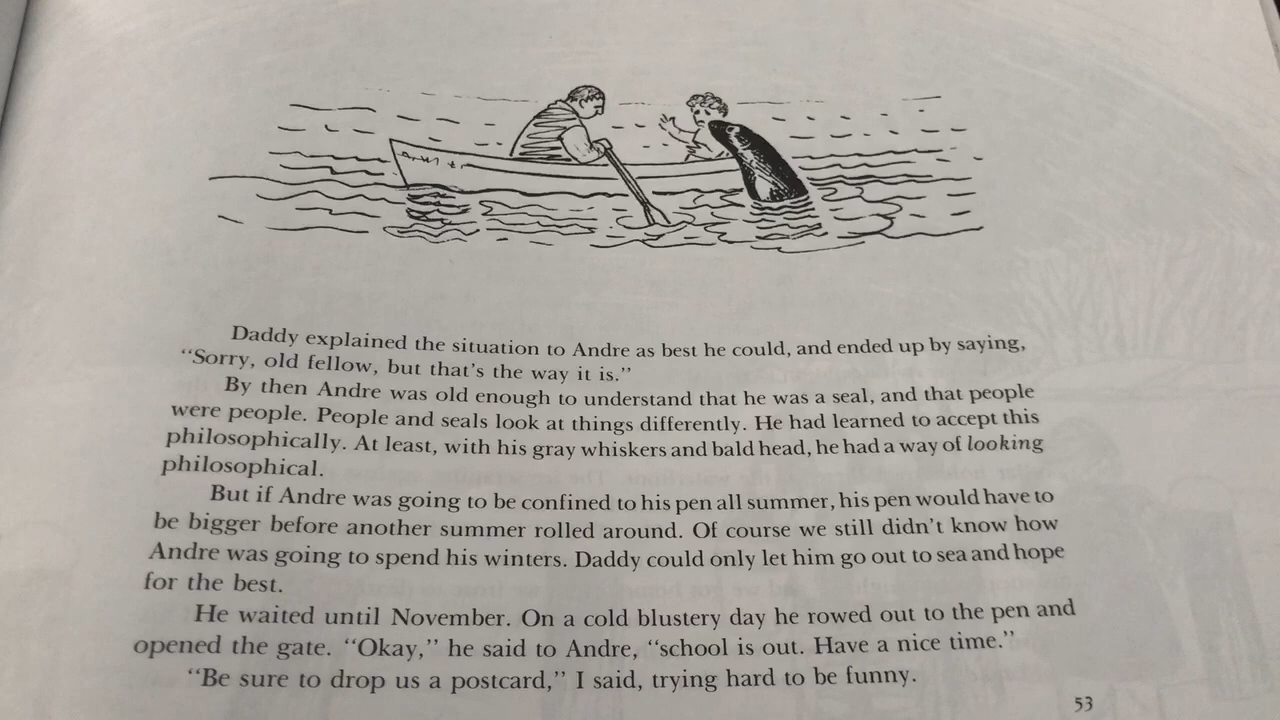 Daddy explained the situation to Andre as best he could, and ended up by saying,
“Sorry, old fellow, but that’s the way it is.”
By then Andre was old enough to understand that he was a seal, and that people
were people. People and seals look at things differently. He had learned to accept this
philosophically. At least, with his gray whiskers and bald head, he had a way of looking
philosophical.
But if Andre was going to be confined to his pen all summer, his pen would have to
be bigger before another summer rolled around. Of course we still didn’t know how
Andre was going to spend his winters. Daddy could only let him go out to sea and hope
for the best.
He waited until November. On a cold blustery day he rowed out to the pen and
opened the gate. “Okay,” he said to Andre, “school is out. Have a nice time.”
“Be sure to drop us a postcard,” I said, trying hard to be funny.
53